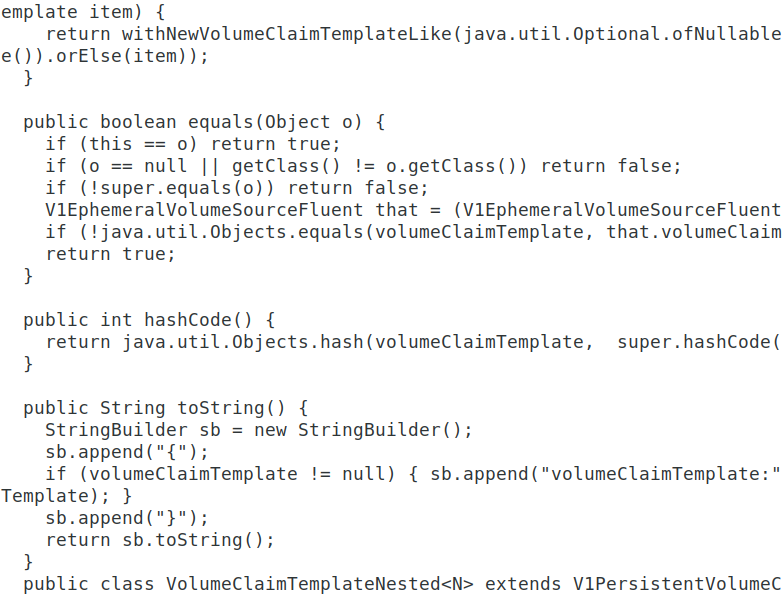 emplate item) {
    return withNewVolumeClaimTemplateLike(java.util.Optional.ofNullable
e()).orElse(item));
  }

  public boolean equals(Object o) {
    if (this == o) return true;
    if (o == null || getClass() != o.getClass()) return false;
    if (!super.equals(o)) return false;
    V1EphemeralVolumeSourceFluent that = (V1EphemeralVolumeSourceFluent
    if (!java.util.Objects.equals(volumeClaimTemplate, that.volumeClaim
    return true;
  }

  public int hashCode() {
    return java.util.Objects.hash(volumeClaimTemplate,  super.hashCode(
  }

  public String toString() {
    StringBuilder sb = new StringBuilder();
    sb.append("{");
    if (volumeClaimTemplate != null) { sb.append("volumeClaimTemplate:"
Template); }
    sb.append("}");
    return sb.toString();
  }
  public class VolumeClaimTemplateNested<N> extends V1PersistentVolumeC